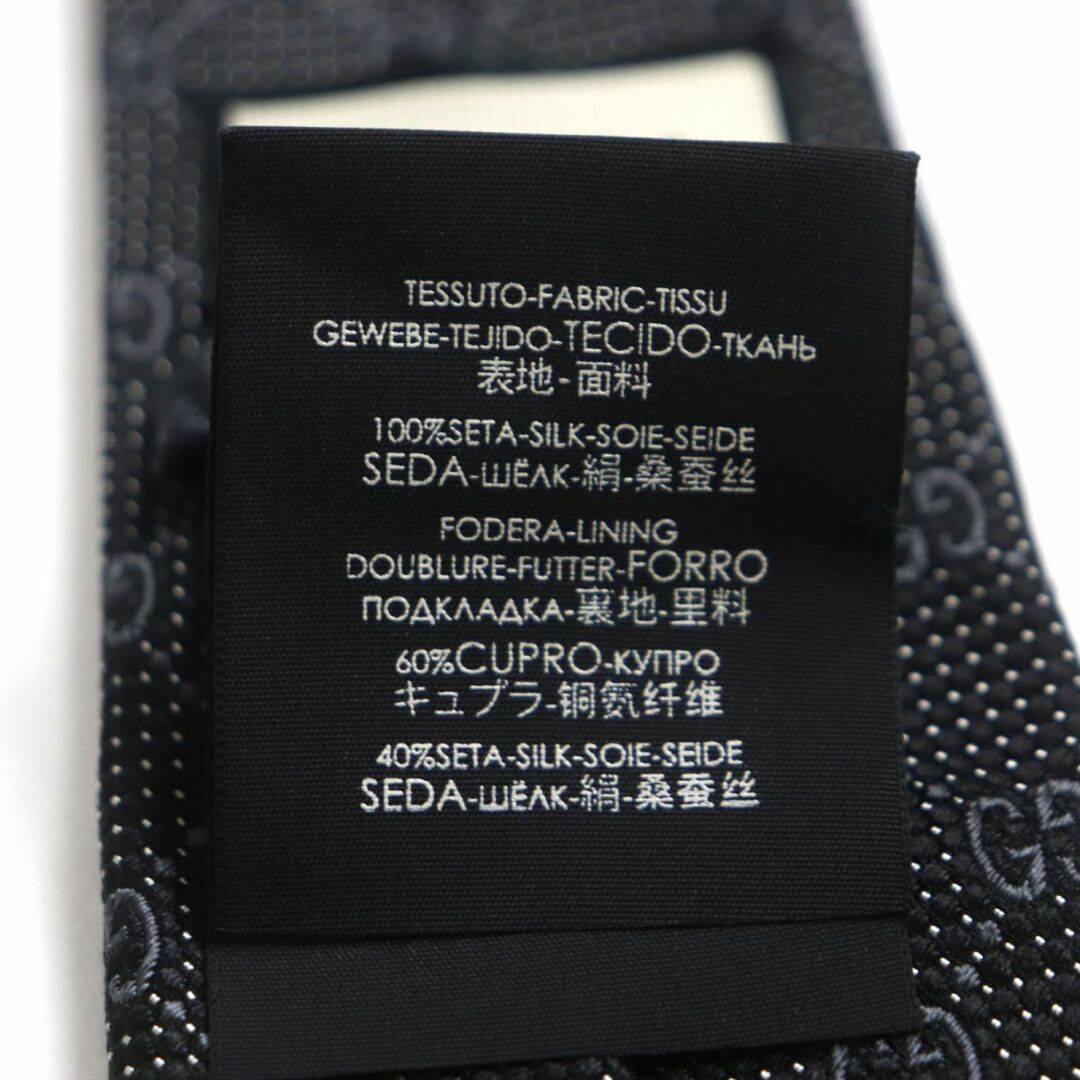 TESSUTO-FABRIC-TISSU
GEWEBE-TEJIDO-TECIDO-ТКАНЬ
表地-面料
100%SETA-SILK-SOIE-SEIDE
SEDA-ШЁЛК-絹-桑蚕丝
FODERA-LINING
DOUBLURE-FUTTER-FORRO
ПОДКЛАДКА-裏地-里料
60%CUPRO-КУПРО
キュプラ-铜氨纤维
40%SETA-SILK-SOIE-SEIDE
SEDA-ШЁЛК-絹-桑蚕丝